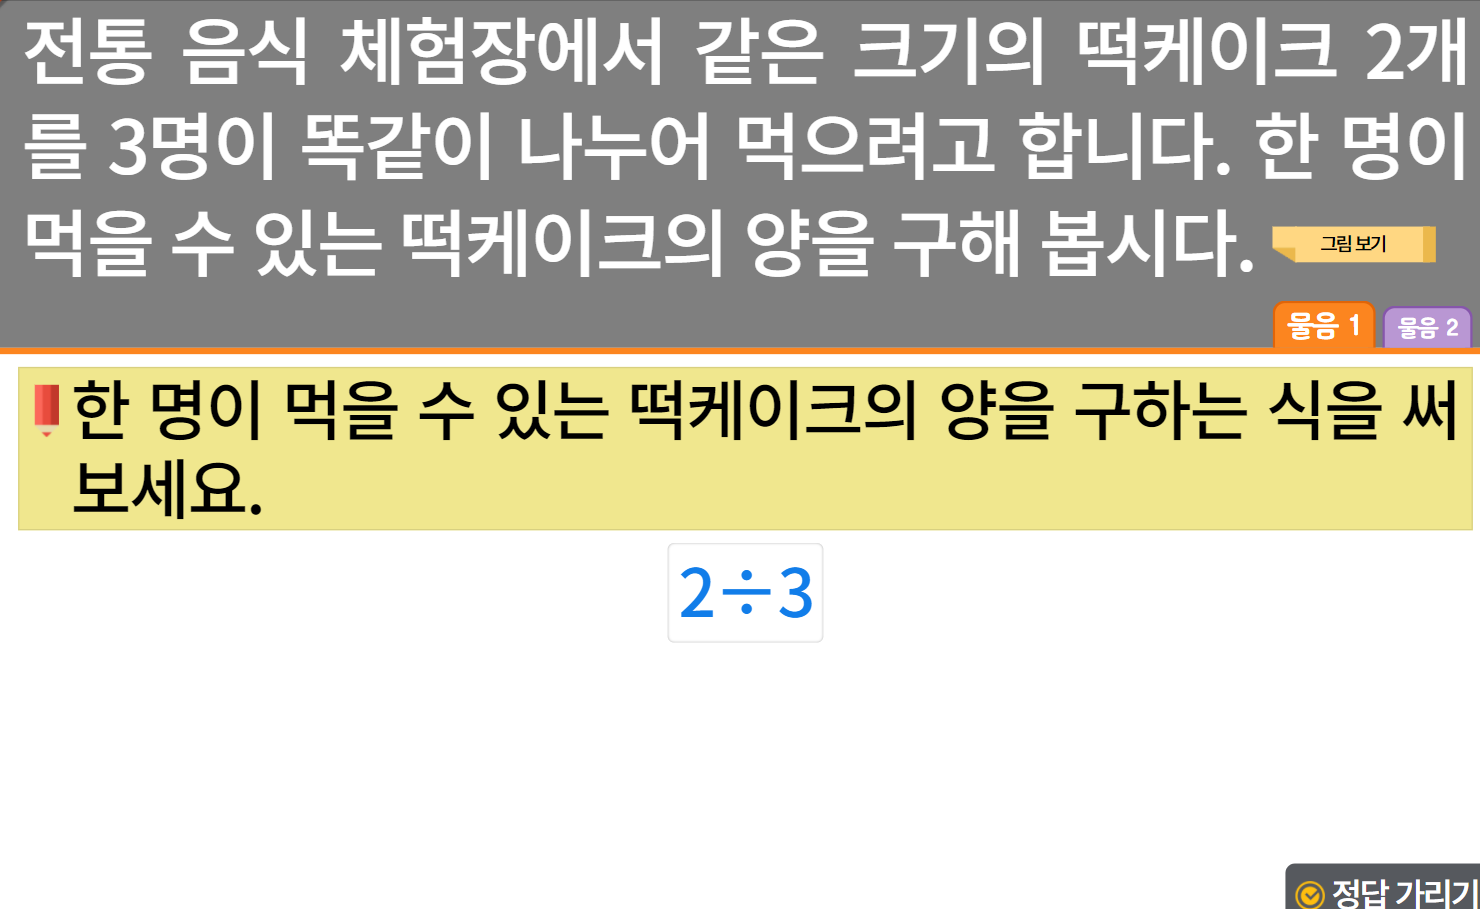 전통 음식 체험장에서 같은 크기의 떡케이크 2개
를 3명이 똑같이 나누어 먹으려고 합니다. 한 명이
먹을 수 있는 떡케이크의 양을 구해 봅시다.
그림 보기
물음 1
물음 2
한 명이 먹을 수 있는 떡케이크의 양을 구하는 식을 써
보세요.
2÷3
정답 가리기